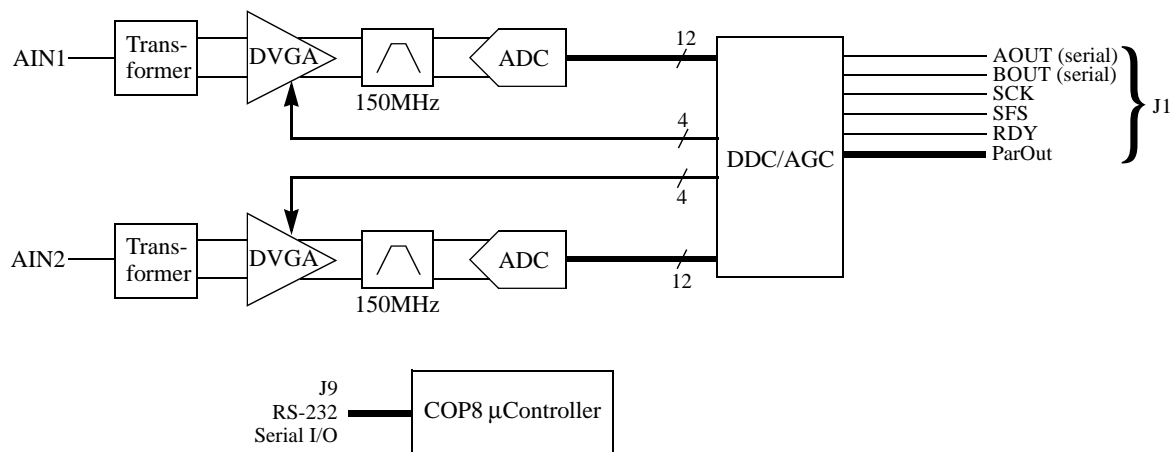 AIN1
Trans-
former
DVGA
150MHz
ADC
12
4
DDC/AGC
AOUT (serial)
BOUT (serial)
SCK
SFS
RDY
ParOut
J1
AIN2
Trans-
former
DVGA
150MHz
ADC
4
12
J9
RS-232
Serial I/O
COP8 µController